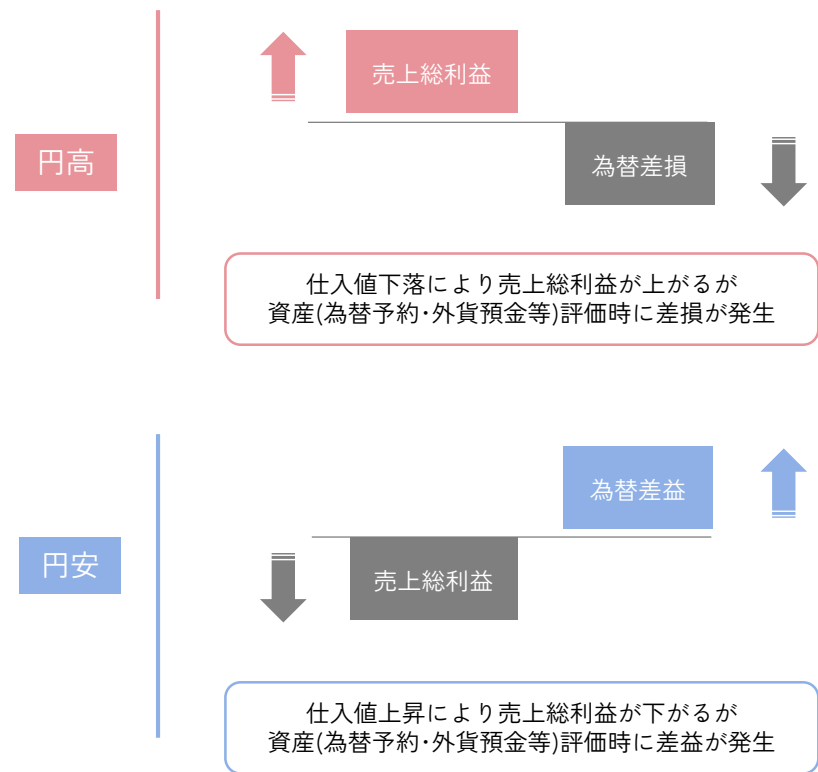 円高
売上総利益
為替差損
仕入値下落により売上総利益が上がるが
資産(為替予約･外貨預金等)評価時に差損が発生
円安
為替差益
売上総利益
仕入値上昇により売上総利益が下がるが
資産(為替予約･外貨預金等)評価時に差益が発生